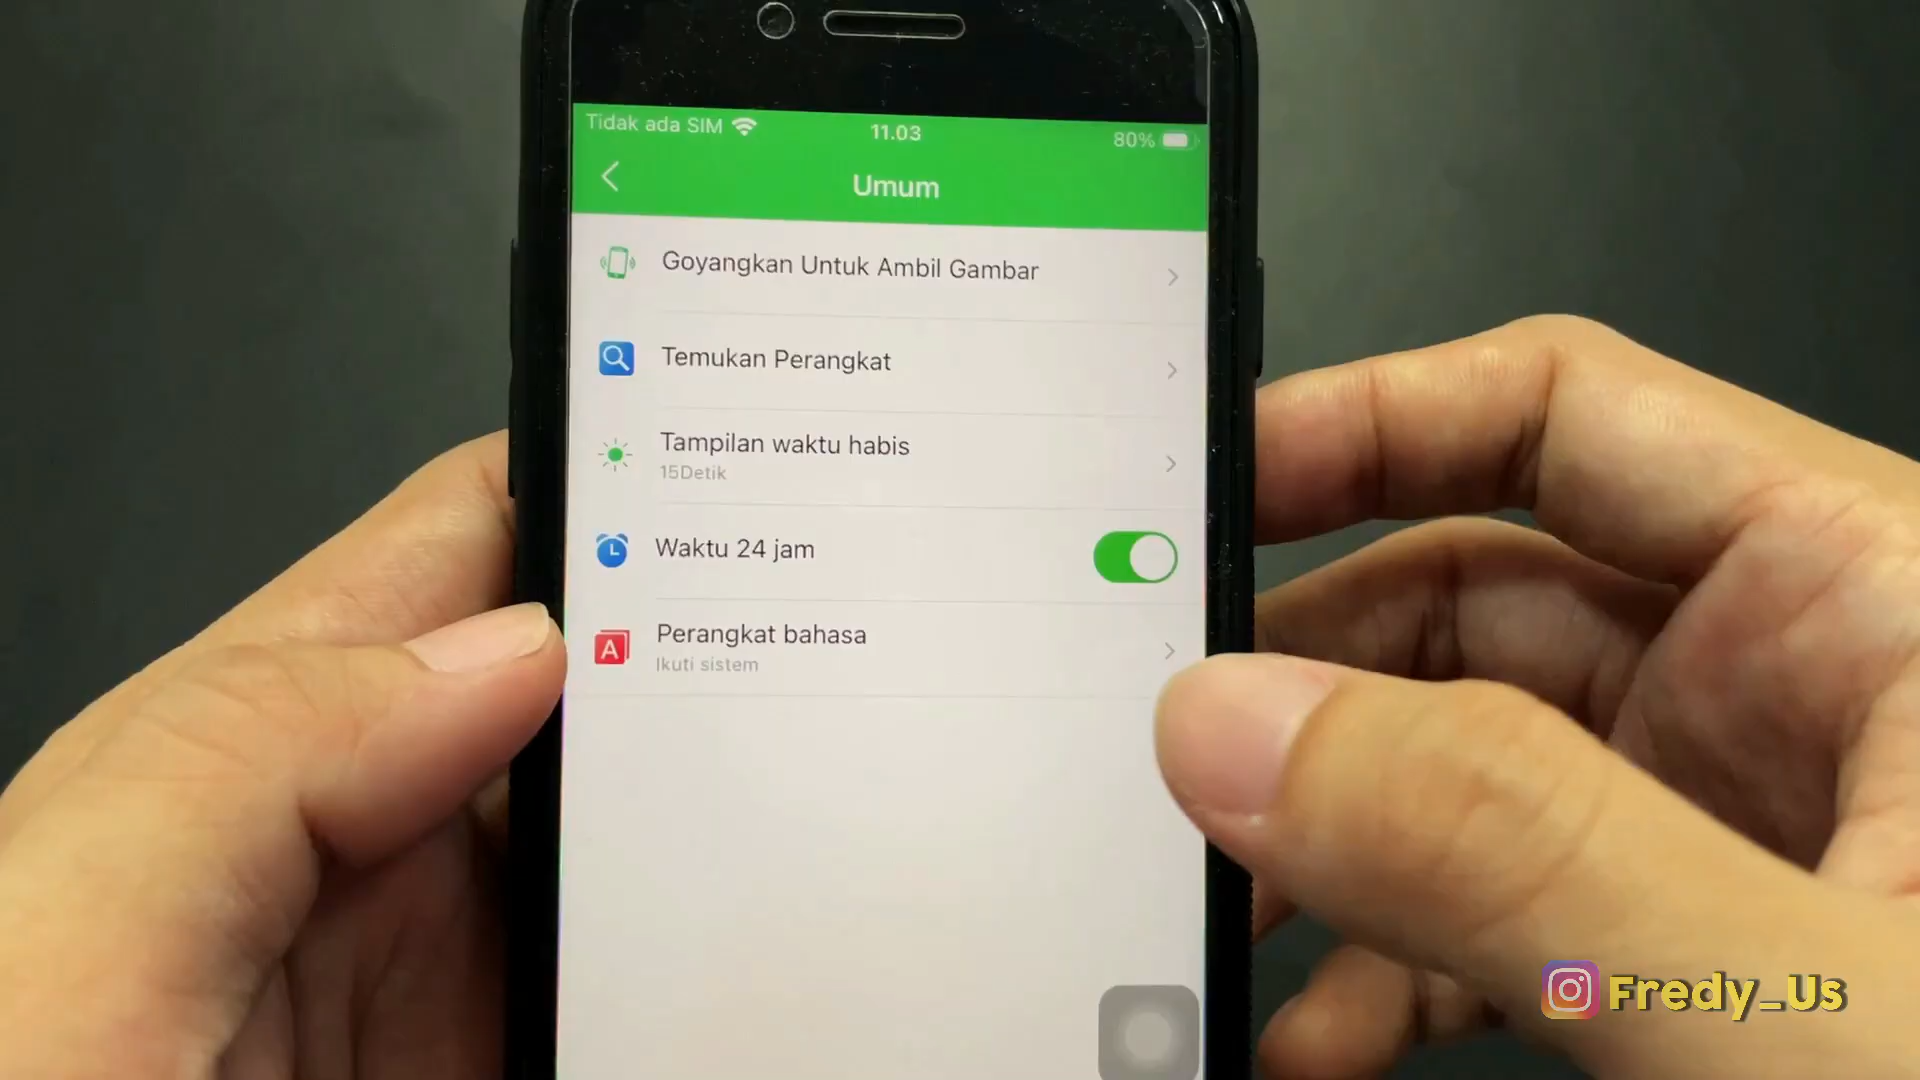 Tidak ada SIM
11.03
80%
Umum
Goyangkan Untuk Ambil Gambar
Temukan Perangkat
Tampilan waktu habis
15Detik
Waktu 24 jam
A
Perangkat bahasa
Ikuti sistem
Fredy_Us